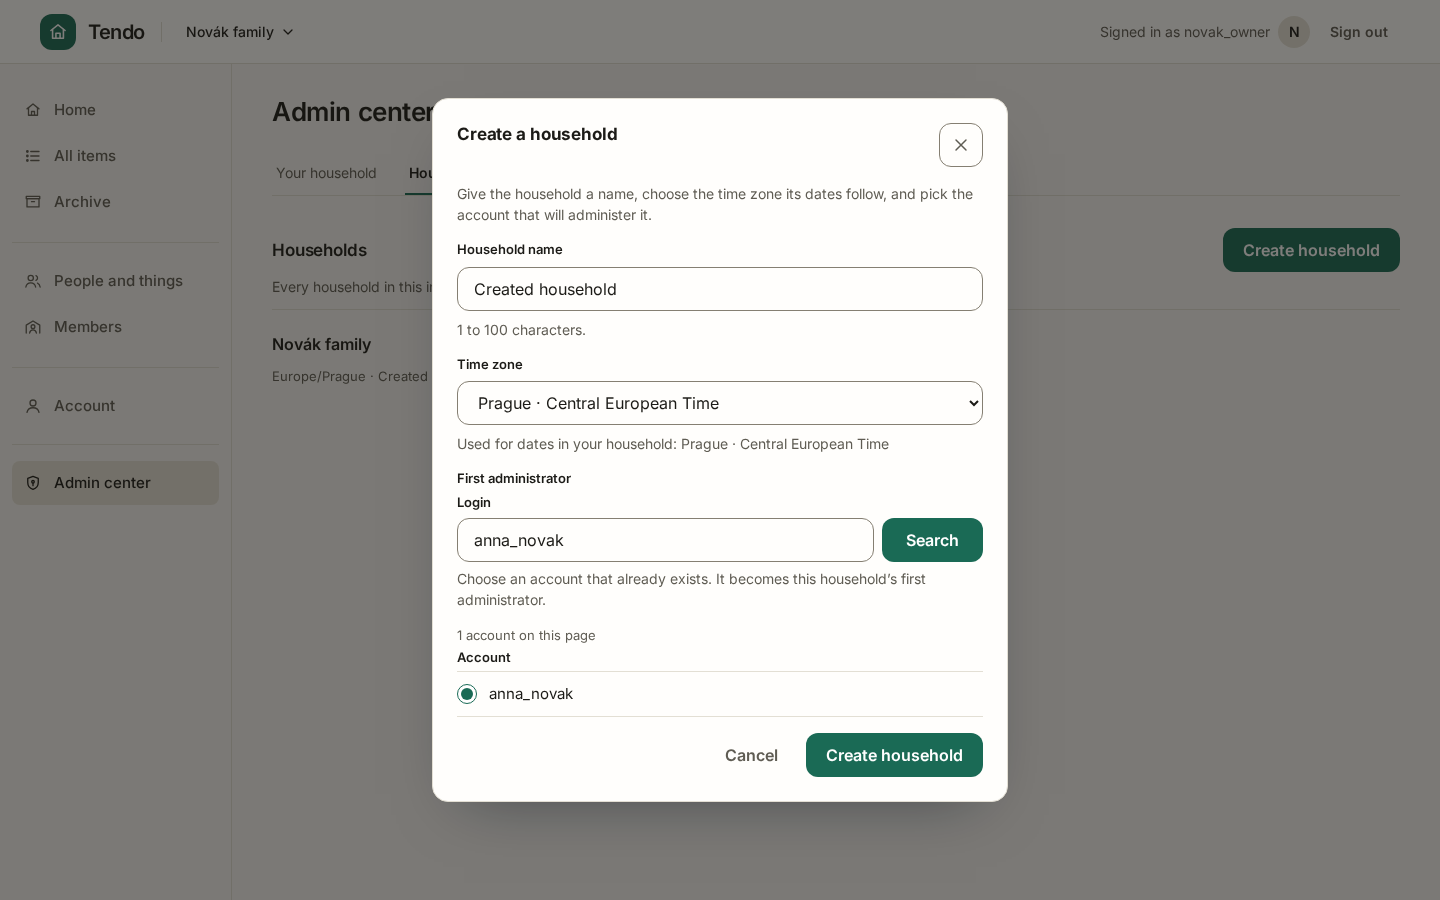 Tendo
Novák family
Signed in as novak_owner
N
Sign out
Home
All items
Archive
People and things
Members
Account
Admin center
Admin center
Your household
Hou
Households
Create household
Every household in this i
Novák family
Europe/Prague · Created
Create a household
Give the household a name, choose the time zone its dates follow, and pick the
account that will administer it.
Household name
Created household
1 to 100 characters.
Time zone
Prague · Central European Time
Used for dates in your household: Prague · Central European Time
First administrator
Login
anna_novak
Search
Choose an account that already exists. It becomes this household’s first
administrator.
1 account on this page
Account
anna_novak
Cancel
Create household